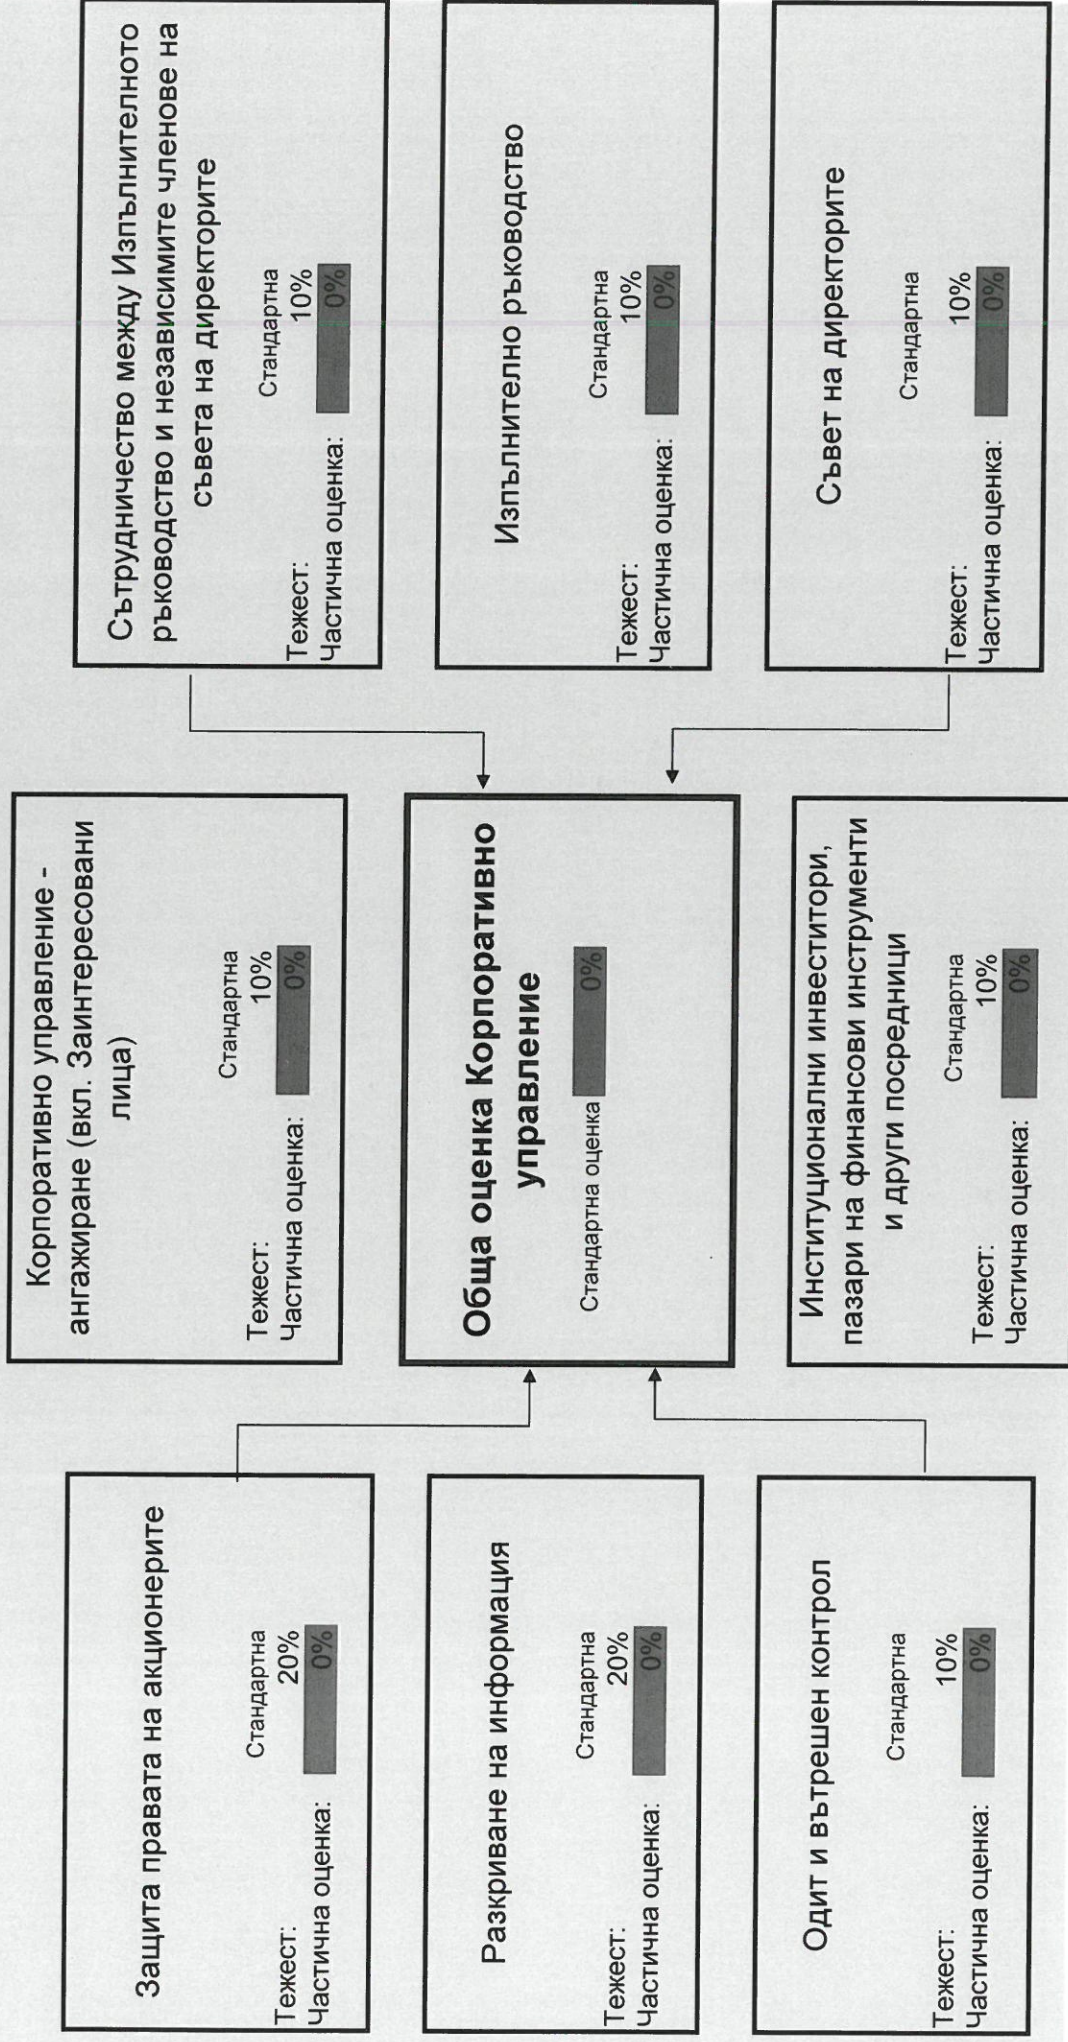 Защита правата на акционерите
Стандартна
Тежест: 20%
Частична оценка: 0%
Корпоративно управление -
ангажиране (вкл. Заинтересовани
лица)
Стандартна
Тежест: 10%
Частична оценка: 0%
Сътрудничество между Изпълнителното
ръководство и независимите членове на
съвета на директорите
Стандартна
Тежест: 10%
Частична оценка: 0%
Разкриване на информация
Стандартна
Тежест: 20%
Частична оценка: 0%
Обща оценка Корпоративно
управление
Стандартна оценка 0%
Изпълнително ръководство
Стандартна
Тежест: 10%
Частична оценка: 0%
Одит и вътрешен контрол
Стандартна
Тежест: 10%
Частична оценка: 0%
Институционални инвеститори,
пазари на финансови инструменти
и други посредници
Стандартна
Тежест: 10%
Частична оценка: 0%
Съвет на директорите
Стандартна
Тежест: 10%
Частична оценка: 0%